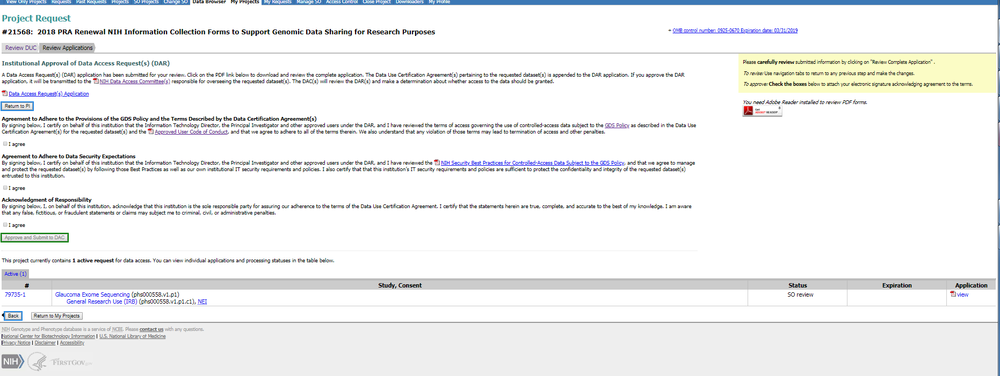 View Only Projects Requests Past Requests Projects SO Projects Change SO Data Browser My Projects My Requests Manage SO Access Control Close Project Downloaders My Profile
Project Request
#21568: 2018 PRA Renewal NIH Information Collection Forms to Support Genomic Data Sharing for Research Purposes
+ OMB control number: 0925-0670 Expiration date: 03/31/2019
Review DUC Review Applications
Institutional Approval of Data Access Request(s) (DAR)
A Data Access Request(s) (DAR) application has been submitted for your review. Click on the PDF link below to download and review the complete application. The Data Use Certification Agreement(s) pertaining to the requested dataset(s) is appended to the DAR application. If you approve the DAR
application, it will be transmitted to the NIH Data Access Committee(s) responsible for overseeing the requested dataset(s). The DAC(s) will review the DAR(s) and make a determination about whether access to the data should be granted.
Data Access Request(s) Application
Return to PI
Please carefully review submitted information by clicking on "Review Complete Application" .
To revise: Use navigation tabs to return to any previous step and make the changes.
To approve: Check the boxes below to attach your electronic signature acknowledging agreement to the terms.
You need Adobe Reader installed to review PDF forms.
Get
ADOBE® READER®
Agreement to Adhere to the Provisions of the GDS Policy and the Terms Described by the Data Certification Agreement(s)
By signing below, I certify on behalf of this institution that the Information Technology Director, the Principal Investigator and other approved users under the DAR, and I have reviewed the terms of access governing the use of controlled-access data subject to the GDS Policy as described in the Data Use
Certification Agreement(s) for the requested dataset(s) and the Approved User Code of Conduct, and that we agree to adhere to all of the terms therein. We also understand that any violation of those terms may lead to termination of access and other penalties.
I agree
Agreement to Adhere to Data Security Expectations
By signing below, I certify on behalf of this institution that the Information Technology Director, the Principal Investigator and other approved users under the DAR, and I have reviewed the NIH Security Best Practices for Controlled-Access Data Subject to the GDS Policy, and that we agree to manage
and protect the requested dataset(s) by following those Best Practices as well as our own institutional IT security requirements and policies. I also certify that that this institution's IT security requirements and policies are sufficient to protect the confidentiality and integrity of the requested dataset(s)
entrusted to this institution.
I agree
Acknowledgment of Responsibility
By signing below, I, on behalf of this institution, acknowledge that this institution is the sole responsible party for assuring our adherence to the terms of the Data Use Certification Agreement. I certify that the statements herein are true, complete, and accurate to the best of my knowledge. I am aware
that any false, fictitious, or fraudulent statements or claims may subject me to criminal, civil, or administrative penalties.
I agree
Approve and Submit to DAC
This project currently contains 1 active request for data access. You can view individual applications and processing statuses in the table below.
Active (1)
# Study, Consent Status Expiration Application
79735-1 Glaucoma Exome Sequencing (phs000558.v1.p1) SO review view
General Research Use (IRB) (phs000558.v1.p1.c1), NEI
Back Return to My Projects
NIH Genotype and Phenotype database is a service of NCBI. Please contact us with any questions.
National Center for Biotechnology Information | U.S. National Library of Medicine
Privacy Notice | Disclaimer | Accessibility
NIH FIRSTGOV.gov